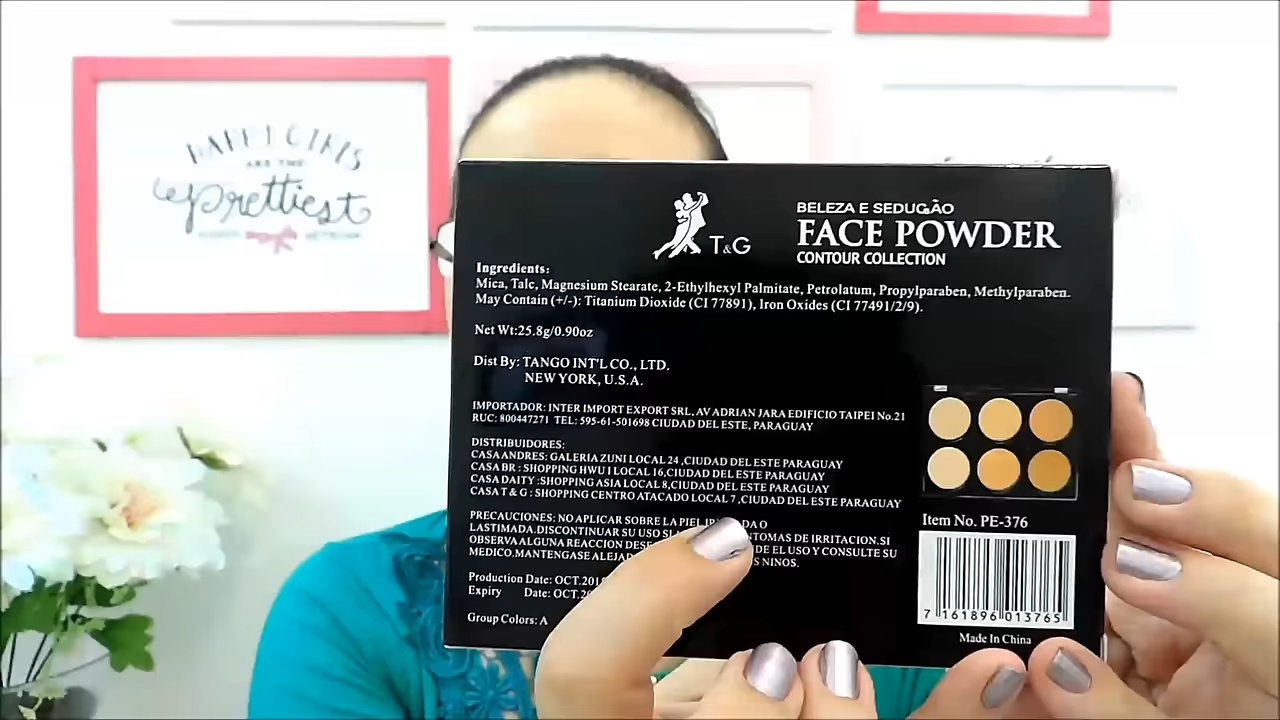 HAPPY GIRLS
ARE THE
Prettiest
T&G
BELEZA E SEDUGÃO
FACE POWDER
CONTOUR COLLECTION
Ingredients:
Mica, Talc, Magnesium Stearate, 2-Ethylhexyl Palmitate, Petrolatum, Propylparaben, Methylparaben.
May Contain (+/-): Titanium Dioxide (CI 77891), Iron Oxides (CI 77491/2/9).
Net Wt:25.8g/0.90oz
Dist By: TANGO INT'L CO., LTD.
NEW YORK, U.S.A.
IMPORTADOR: INTER IMPORT EXPORT SRL, AV ADRIAN JARA EDIFICIO TAIPEI No.21
RUC: 800447271 TEL: 595-61-501698 CIUDAD DEL ESTE, PARAGUAY
DISTRIBUIDORES:
CASA ANDRES: GALERIA ZUNI LOCAL 24 ,CIUDAD DEL ESTE PARAGUAY
CASA BR : SHOPPING HWU I LOCAL 16,CIUDAD DEL ESTE PARAGUAY
CASA DAITY :SHOPPING ASIA LOCAL 8,CIUDAD DEL ESTE PARAGUAY
CASA T & G : SHOPPING CENTRO ATACADO LOCAL 7 ,CIUDAD DEL ESTE PARAGUAY
PRECAUCIONES: NO APLICAR SOBRE LA PIEL O
LASTIMADA.DISCONTINUAR SU USO DE IRRITACION.SI
OBSERVA ALGUNA REACCION DE EL USO Y CONSULTE SU
MEDICO.MANTENGASE NINOS.
Production Date: OCT.
Expiry Date: OCT.
Group Colors: A
Item No. PE-376
7 161896 013765
Made In China